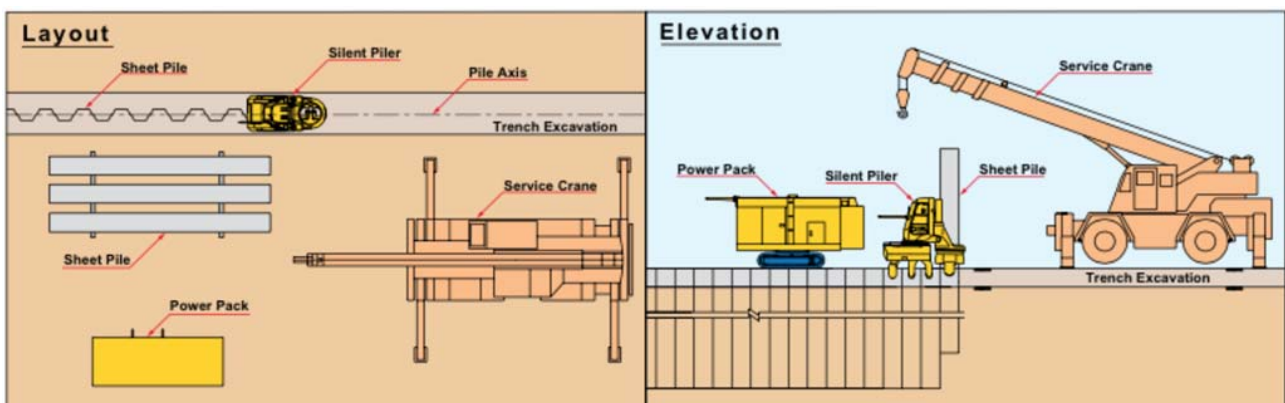 Layout
Silent Piler
Sheet Pile
Pile Axis
Trench Excavation
Service Crane
Sheet Pile
Power Pack
Elevation
Service Crane
Power Pack
Silent Piler
Sheet Pile
Trench Excavation